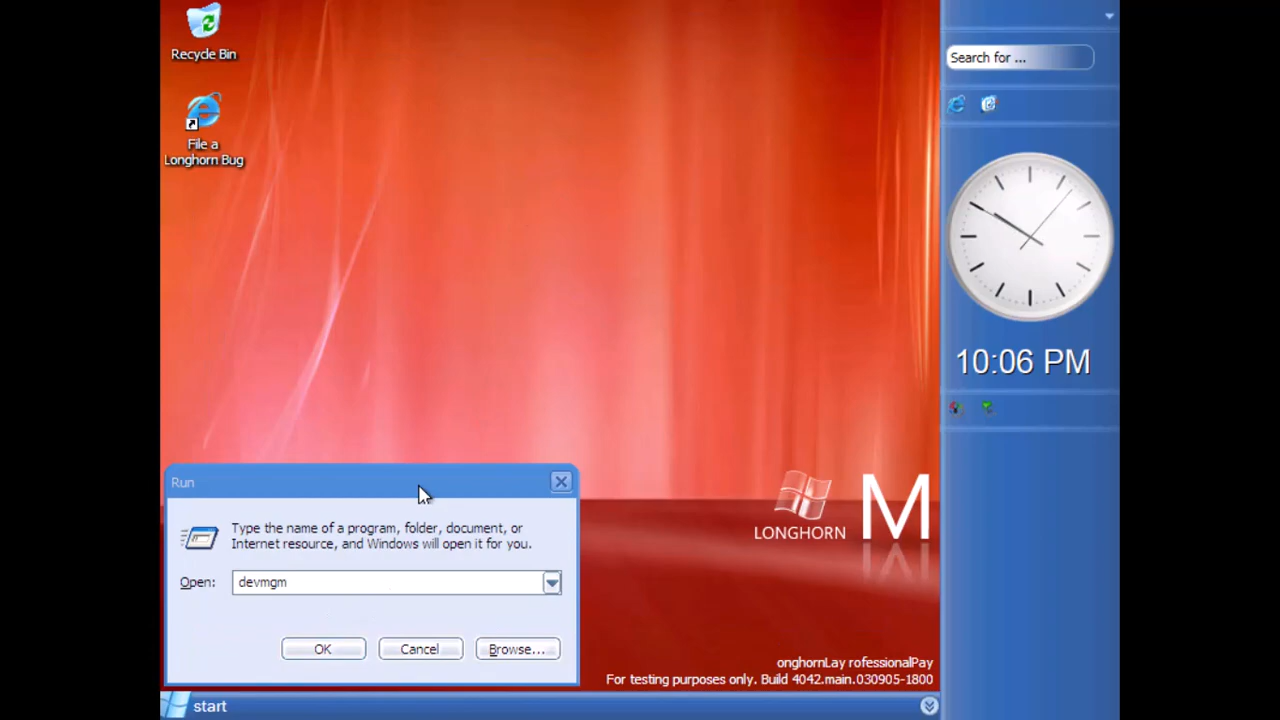 Recycle Bin
File a
Longhorn Bug
Search for ...
10:06 PM
Run
Type the name of a program, folder, document, or
Internet resource, and Windows will open it for you.
Open:
devmgm
OK
Cancel
Browse...
LONGHORN
M
onghornLay rofessionalPay
For testing purposes only. Build 4042.main.030905-1800
start